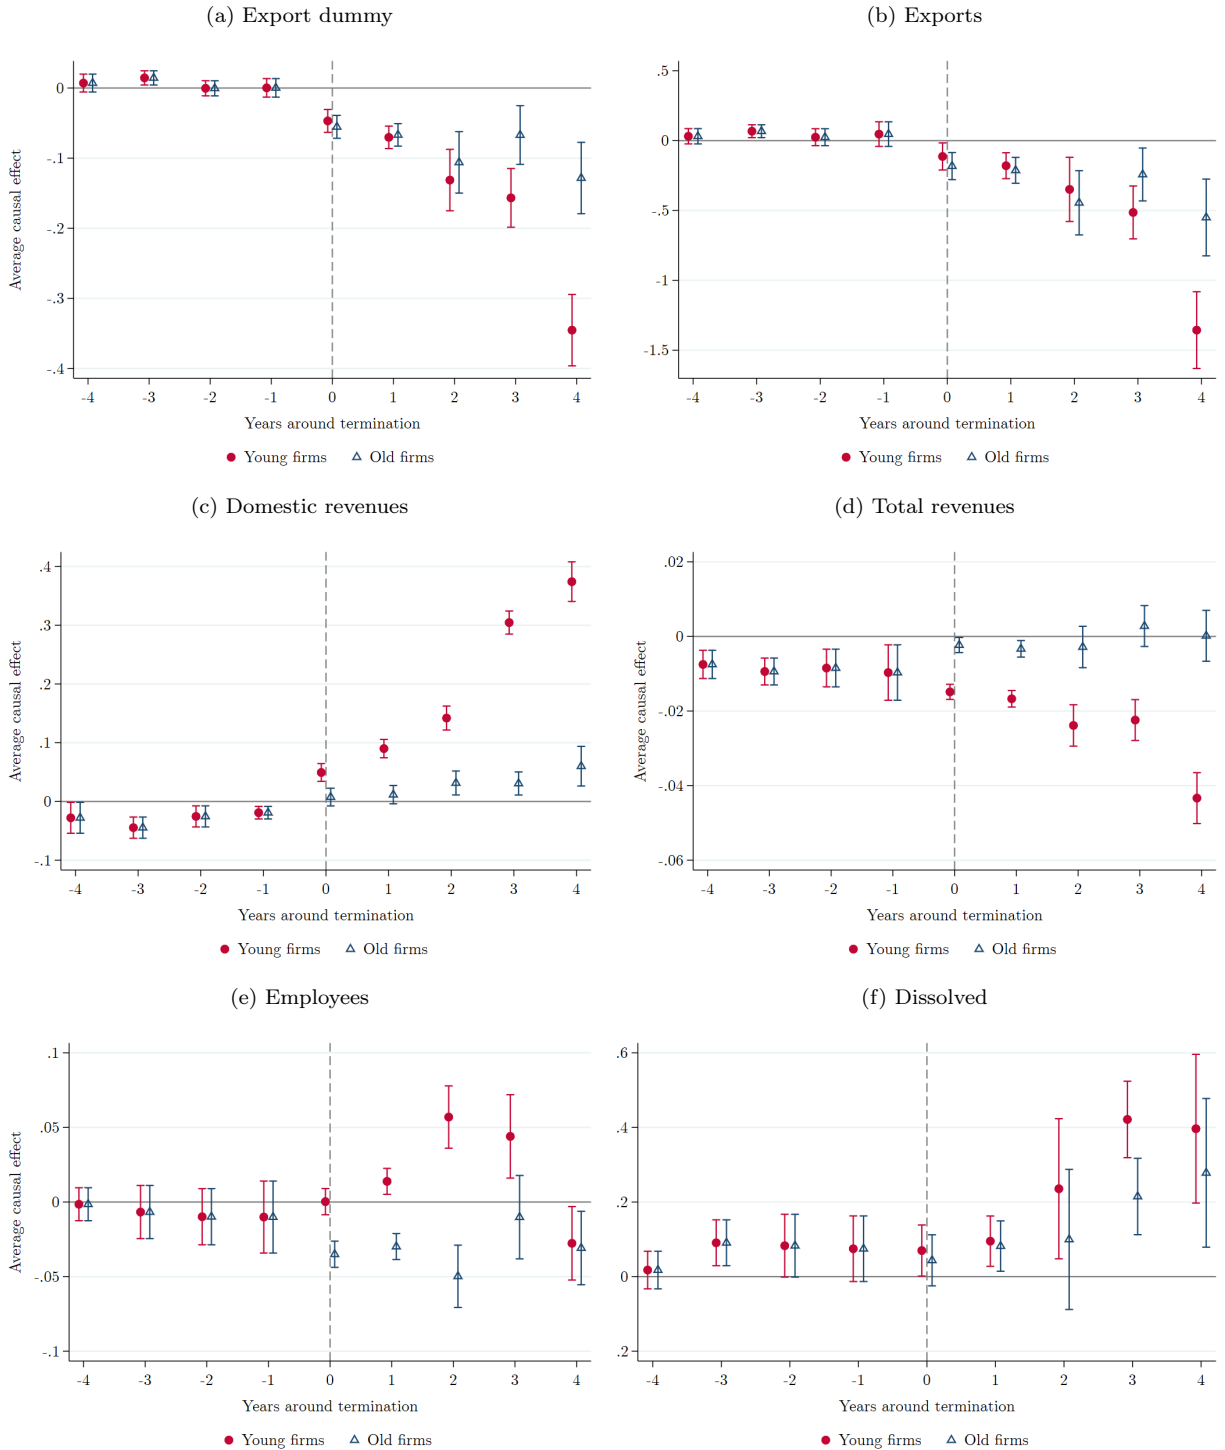 (a) Export dummy
Average causal effect
0
-.1
-.2
-.3
-.4
-4 -3 -2 -1 0 1 2 3 4
Years around termination
Young firms Old firms
(b) Exports
.5
0
-.5
-1
-1.5
-4 -3 -2 -1 0 1 2 3 4
Years around termination
Young firms Old firms
(c) Domestic revenues
Average causal effect
.4
.3
.2
.1
0
-.1
-4 -3 -2 -1 0 1 2 3 4
Years around termination
Young firms Old firms
(d) Total revenues
Average causal effect
.02
0
-.02
-.04
-.06
-4 -3 -2 -1 0 1 2 3 4
Years around termination
Young firms Old firms
(e) Employees
Average causal effect
.1
.05
0
-.05
-.1
-4 -3 -2 -1 0 1 2 3 4
Years around termination
Young firms Old firms
(f) Dissolved
.6
.4
.2
0
.2
-4 -3 -2 -1 0 1 2 3 4
Years around termination
Young firms Old firms